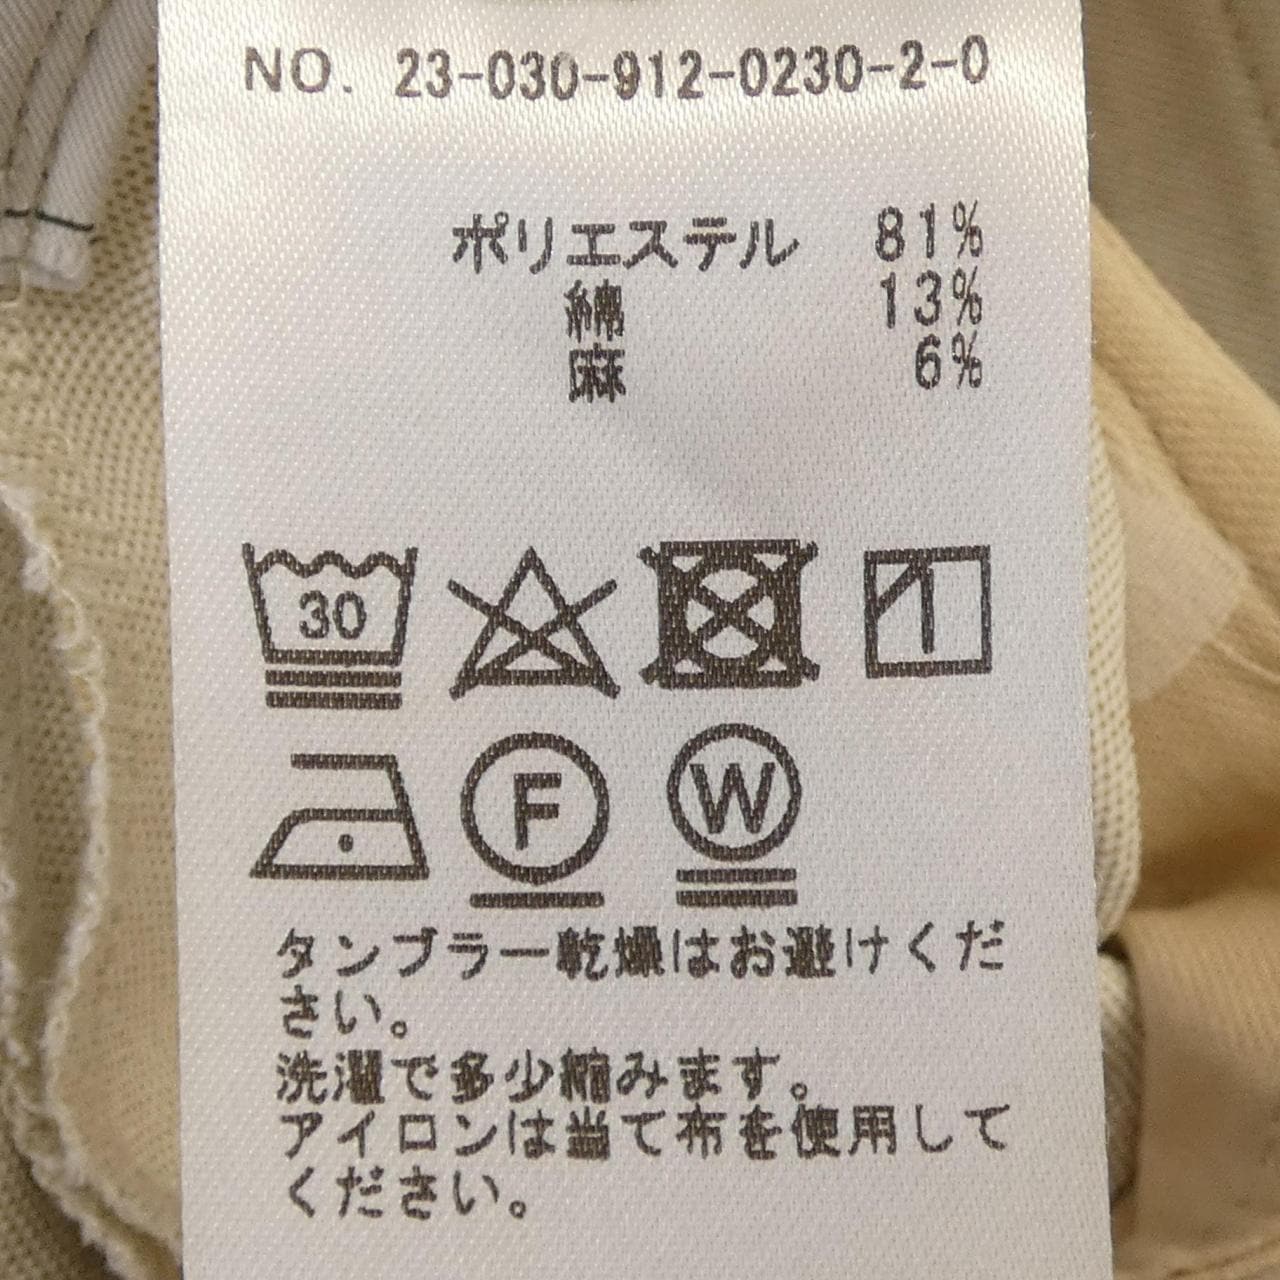 NO. 23-030-912-0230-2-0
ポリエステル 81%
綿 13%
麻 6%
30
F W
タンブラー乾燥はお避けくだ
さい。
洗濯で多少縮みます。
アイロンは当て布を使用して
ください。